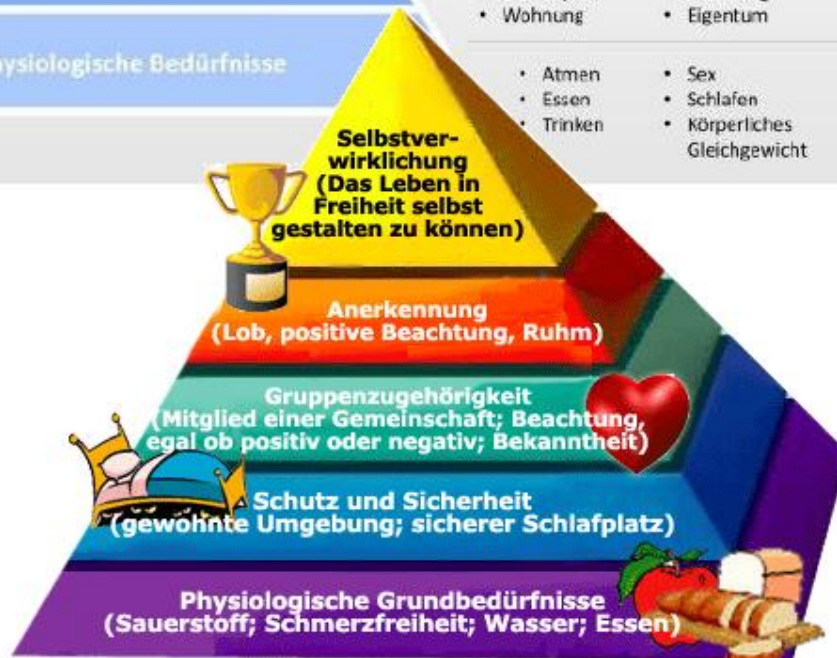 • Wohnung
• Eigentum
ysiologische Bedürfnisse
• Atmen
• Essen
• Trinken
• Sex
• Schlafen
• Körperliches
Gleichgewicht
Selbstver-
wirklichung
(Das Leben in
Freiheit selbst
gestalten zu können)
Anerkennung
(Lob, positive Beachtung, Ruhm)
Gruppenzugehörigkeit
(Mitglied einer Gemeinschaft; Beachtung,
egal ob positiv oder negativ; Bekanntheit)
Schutz und Sicherheit
(gewohnte Umgebung; sicherer Schlafplatz)
Physiologische Grundbedürfnisse
(Sauerstoff; Schmerzfreiheit; Wasser; Essen)